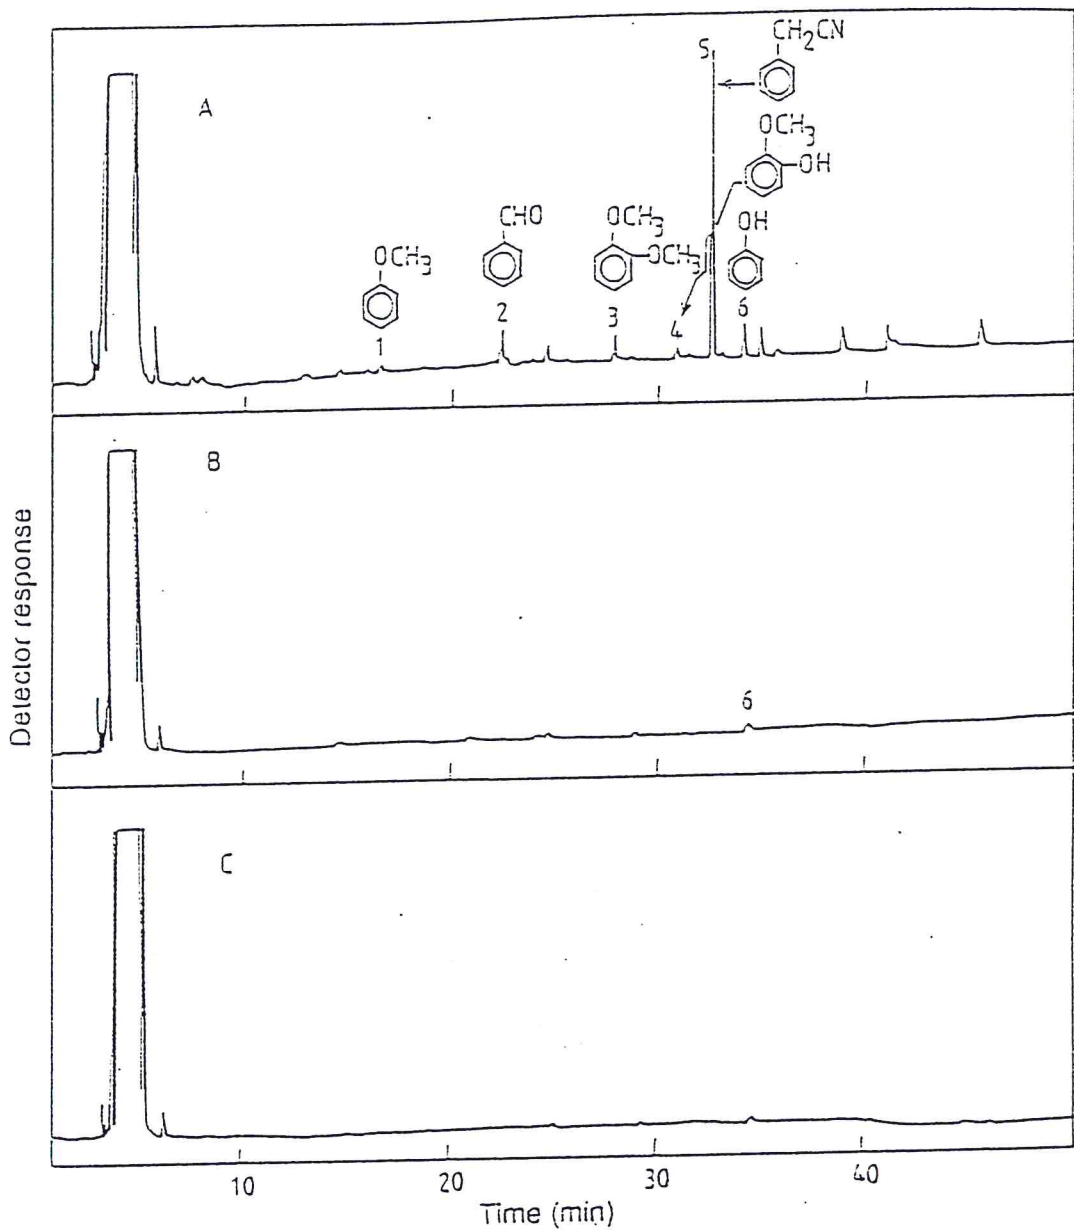 A
S
CH2CN
OCH3
OH
OH
OCH3
OCH3
CHO
OCH3
1
2
3
4
6
B
6
C
Detector response
10
20
30
40
Time (min)